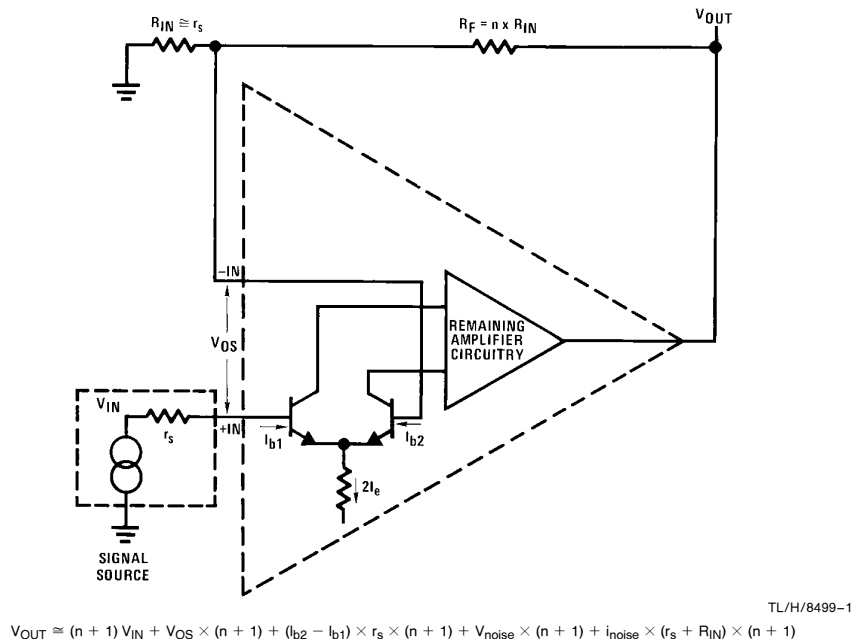 R_IN ≅ r_s
R_F = n x R_IN
V_OUT
−IN
V_OS
REMAINING
AMPLIFIER
CIRCUITRY
V_IN
r_s
+IN
I_b1
I_b2
2I_e
SIGNAL
SOURCE
TL/H/8499–1
V_OUT ≅ (n + 1) V_IN + V_OS × (n + 1) + (I_b2 − I_b1) × r_s × (n + 1) + V_noise × (n + 1) + i_noise × (r_s + R_IN) × (n + 1)